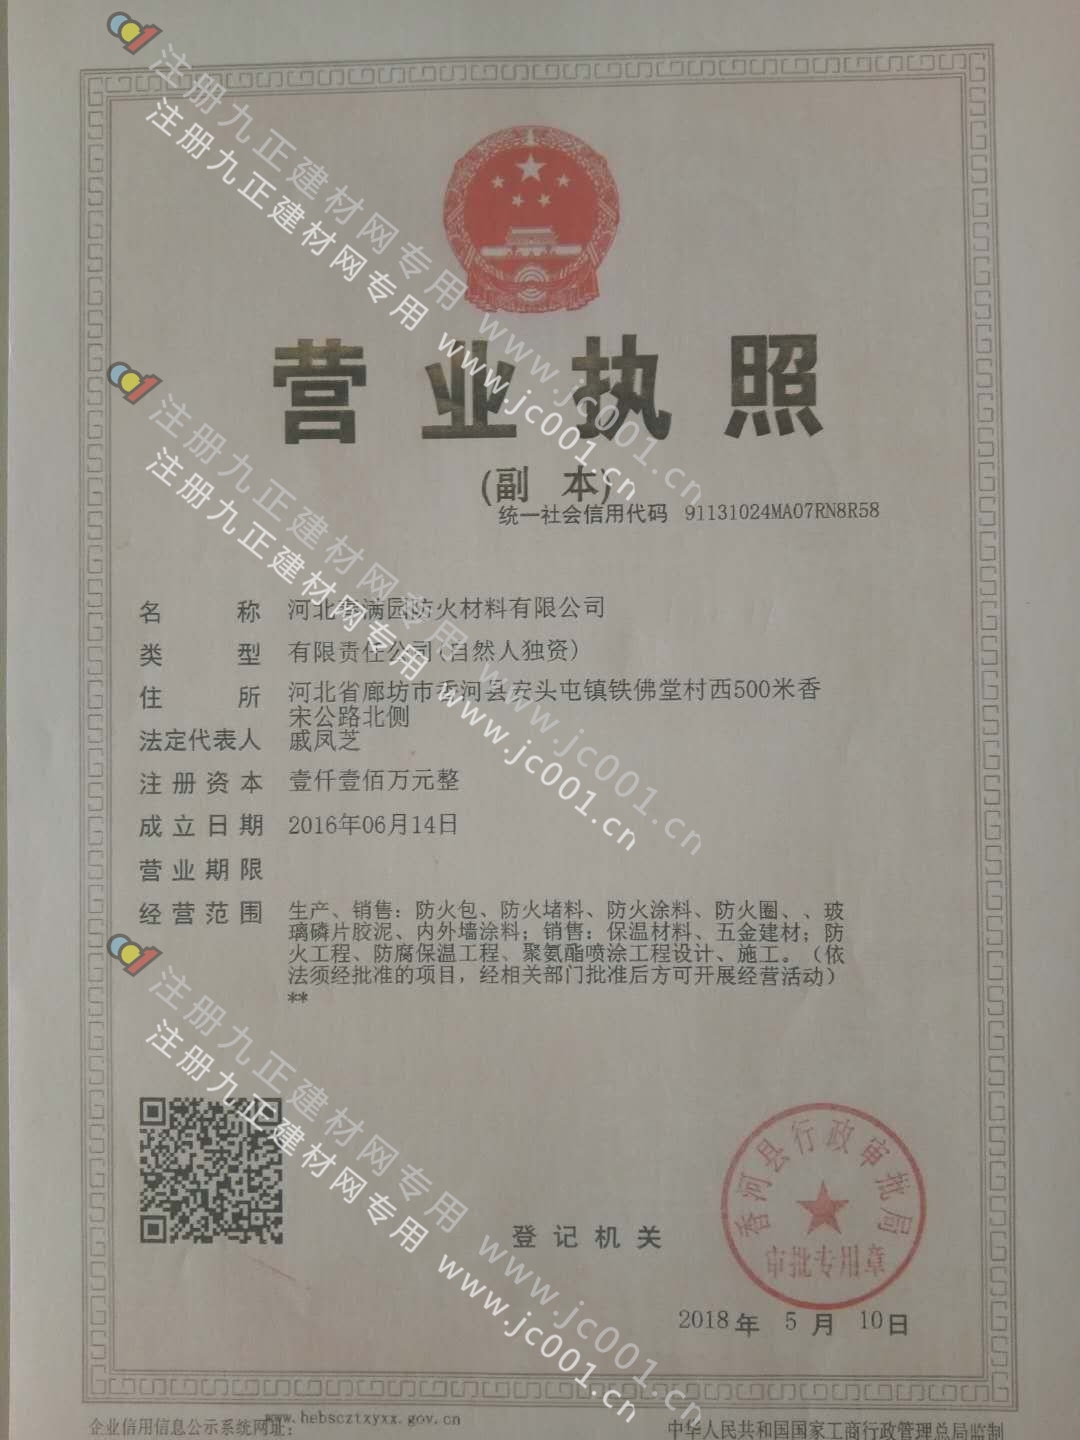 营业执照
(副 本)
统一社会信用代码 91131024MA07RN8R58
名 称 河北 满园防火材料有限公司
类 型 有限责任公司(自然人独资)
住 所 河北省廊坊市香河县安头屯镇铁佛堂村西500米香
宋公路北侧
法定代表人 戚凤芝
注册资本 壹仟壹佰万元整
成立日期 2016年06月14日
营业期限
经营范围 生产、销售：防火包、防火堵料、防火涂料、防火圈、、玻
璃磷片胶泥、内外墙涂料；销售：保温材料、五金建材；防
火工程、防腐保温工程、聚氨酯喷涂工程设计、施工。（依
法须经批准的项目，经相关部门批准后方可开展经营活动）
**
登记机关
香河县行政审批局
审批专用章
2018年 5 月 10日
企业信用信息公示系统网址：www.hebscztxyxx.gov.cn
中华人民共和国国家工商行政管理总局监制
注册九正建材网专用 www.jc001.cn
注册九正建材网专用 www.jc001.cn
注册九正建材网专用 www.jc001.cn
注册九正建材网专用 www.jc001.cn
注册九正建材网专用 www.jc001.cn
注册九正建材网专用 www.jc001.cn